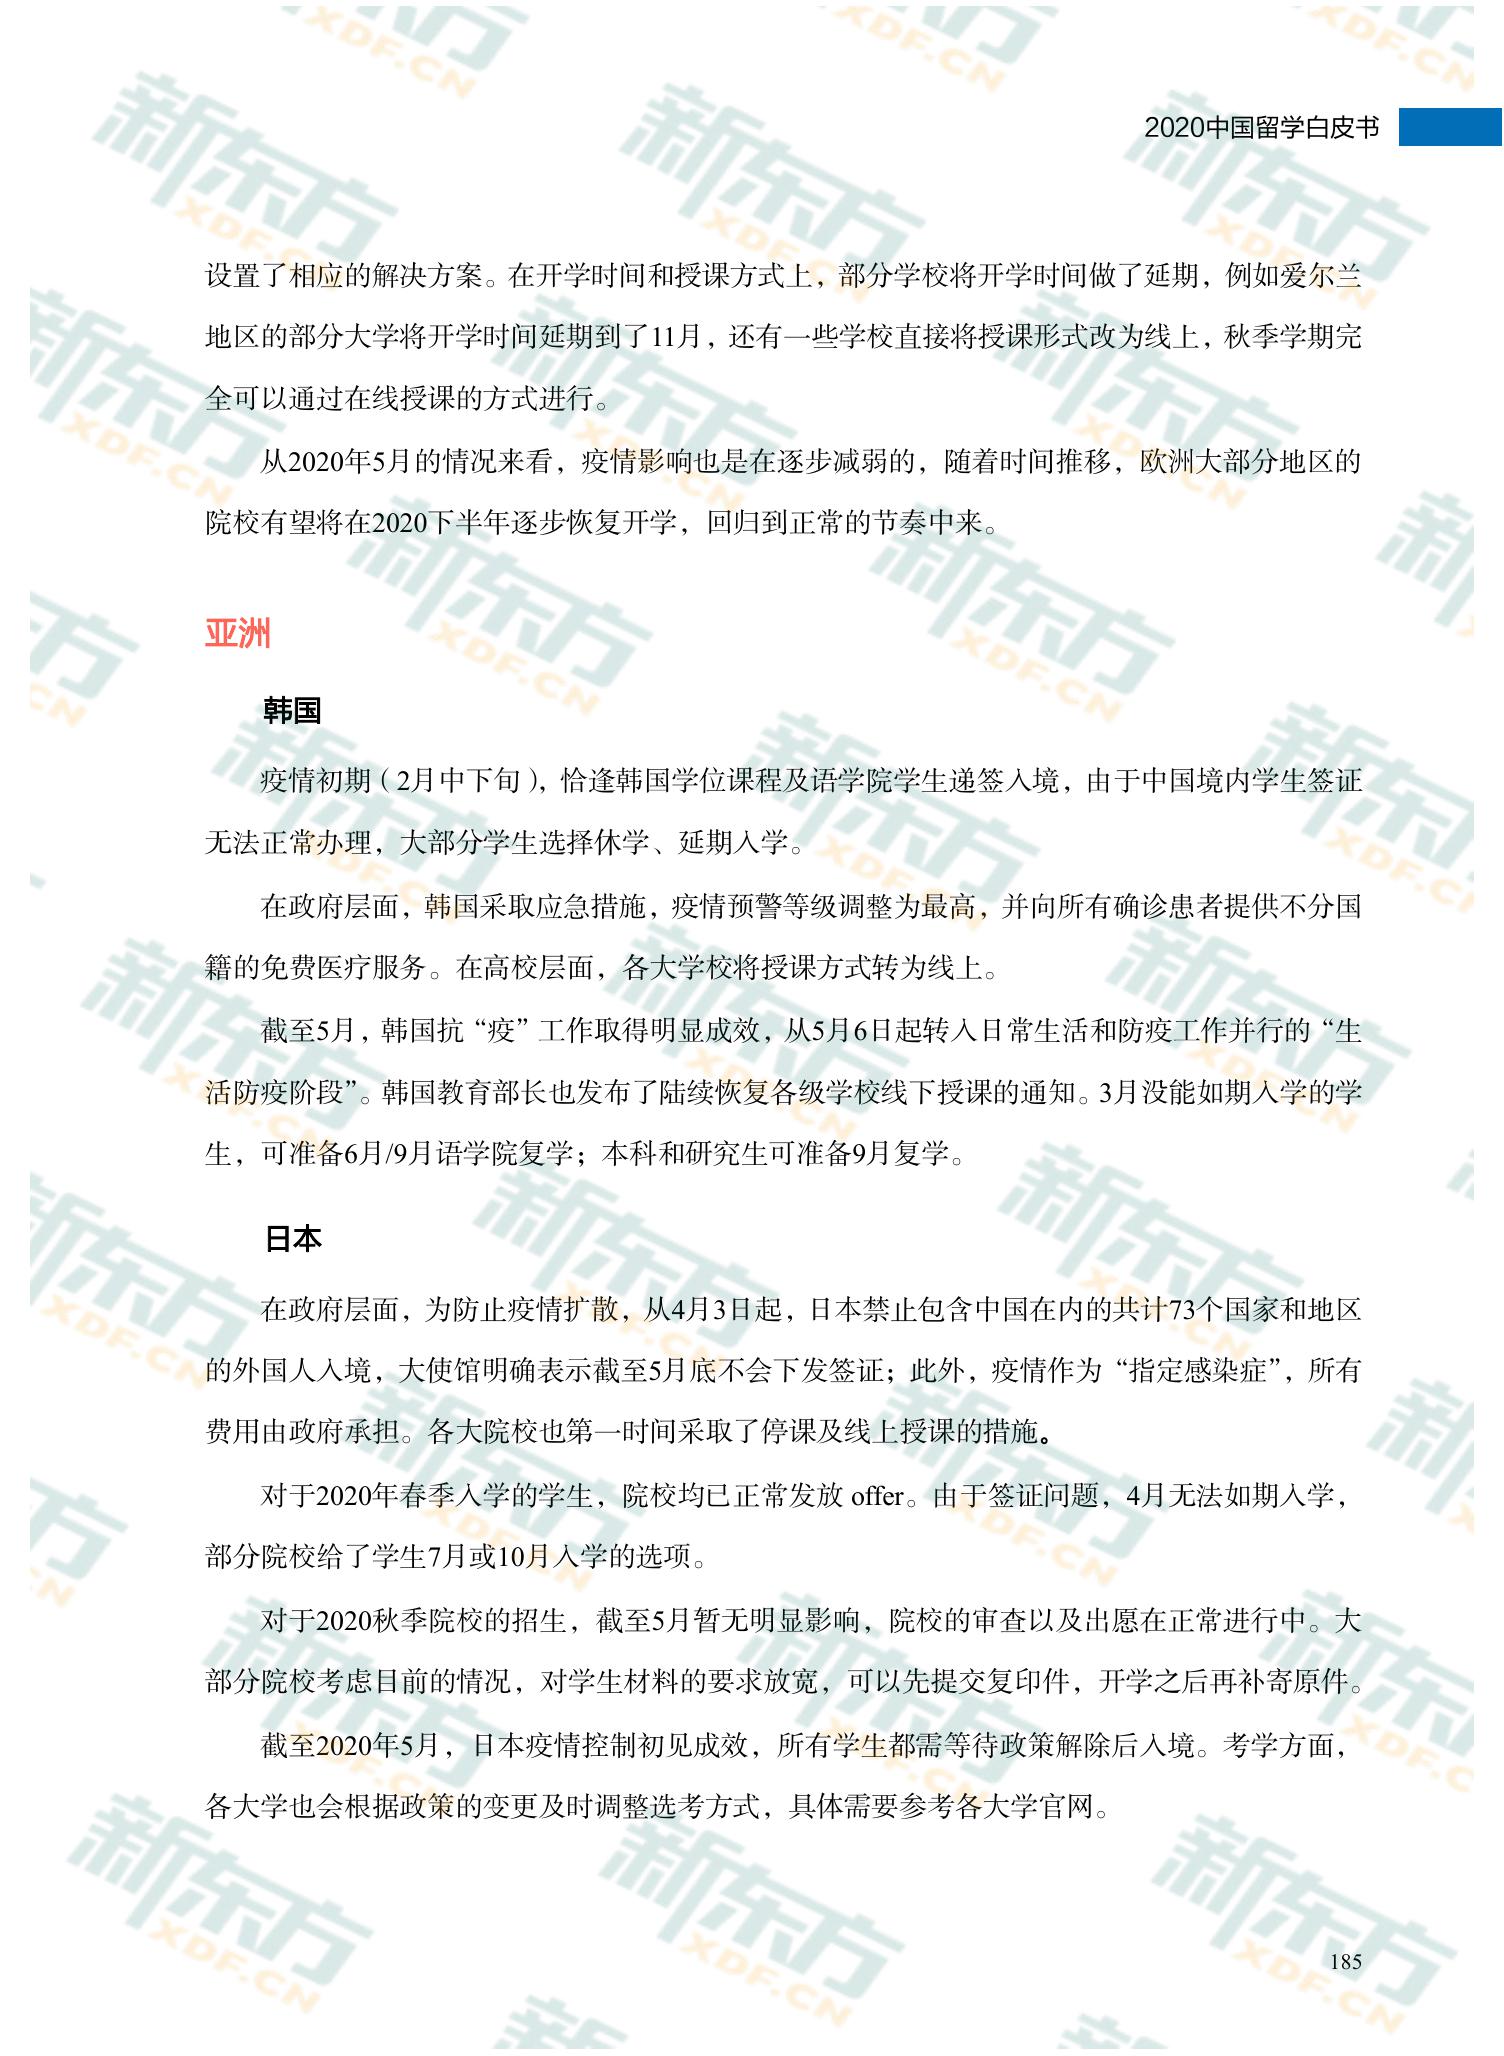 2020中国留学白皮书
设置了相应的解决方案。在开学时间和授课方式上，部分学校将开学时间做了延期，例如爱尔兰
地区的部分大学将开学时间延期到了11月，还有一些学校直接将授课形式改为线上，秋季学期完
全可以通过在线授课的方式进行。
从2020年5月的情况来看，疫情影响也是在逐步减弱的，随着时间推移，欧洲大部分地区的
院校有望将在2020下半年逐步恢复开学，回归到正常的节奏中来。
亚洲
韩国
疫情初期（2月中下旬），恰逢韩国学位课程及语学院学生递签入境，由于中国境内学生签证
无法正常办理，大部分学生选择休学、延期入学。
在政府层面，韩国采取应急措施，疫情预警等级调整为最高，并向所有确诊患者提供不分国
籍的免费医疗服务。在高校层面，各大学校将授课方式转为线上。
截至5月，韩国抗“疫”工作取得明显成效，从5月6日起转入日常生活和防疫工作并行的“生
活防疫阶段”。韩国教育部长也发布了陆续恢复各级学校线下授课的通知。3月没能如期入学的学
生，可准备6月/9月语学院复学；本科和研究生可准备9月复学。
日本
在政府层面，为防止疫情扩散，从4月3日起，日本禁止包含中国在内的共计73个国家和地区
的外国人入境，大使馆明确表示截至5月底不会下发签证；此外，疫情作为“指定感染症”，所有
费用由政府承担。各大院校也第一时间采取了停课及线上授课的措施。
对于2020年春季入学的学生，院校均已正常发放 offer。由于签证问题，4月无法如期入学，
部分院校给了学生7月或10月入学的选项。
对于2020秋季院校的招生，截至5月暂无明显影响，院校的审查以及出愿在正常进行中。大
部分院校考虑目前的情况，对学生材料的要求放宽，可以先提交复印件，开学之后再补寄原件。
截至2020年5月，日本疫情控制初见成效，所有学生都需等待政策解除后入境。考学方面，
各大学也会根据政策的变更及时调整选考方式，具体需要参考各大学官网。
185